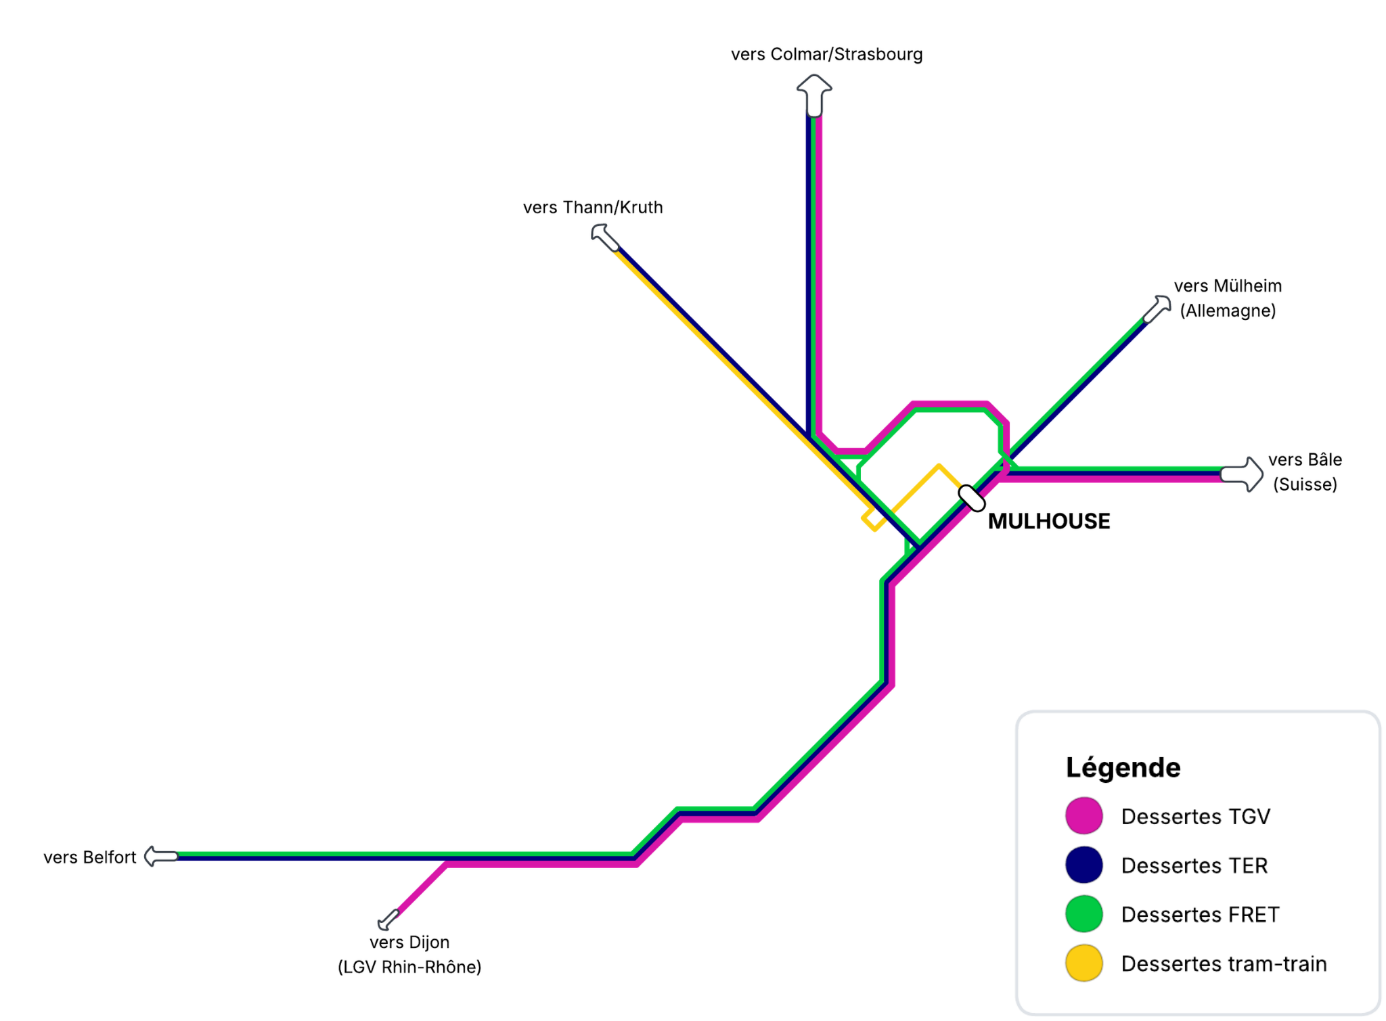 vers Colmar/Strasbourg
vers Thann/Kruth
vers Mülheim
(Allemagne)
vers Bâle
(Suisse)
MULHOUSE
vers Belfort
vers Dijon
(LGV Rhin-Rhône)
Légende
Dessertes TGV
Dessertes TER
Dessertes FRET
Dessertes tram-train